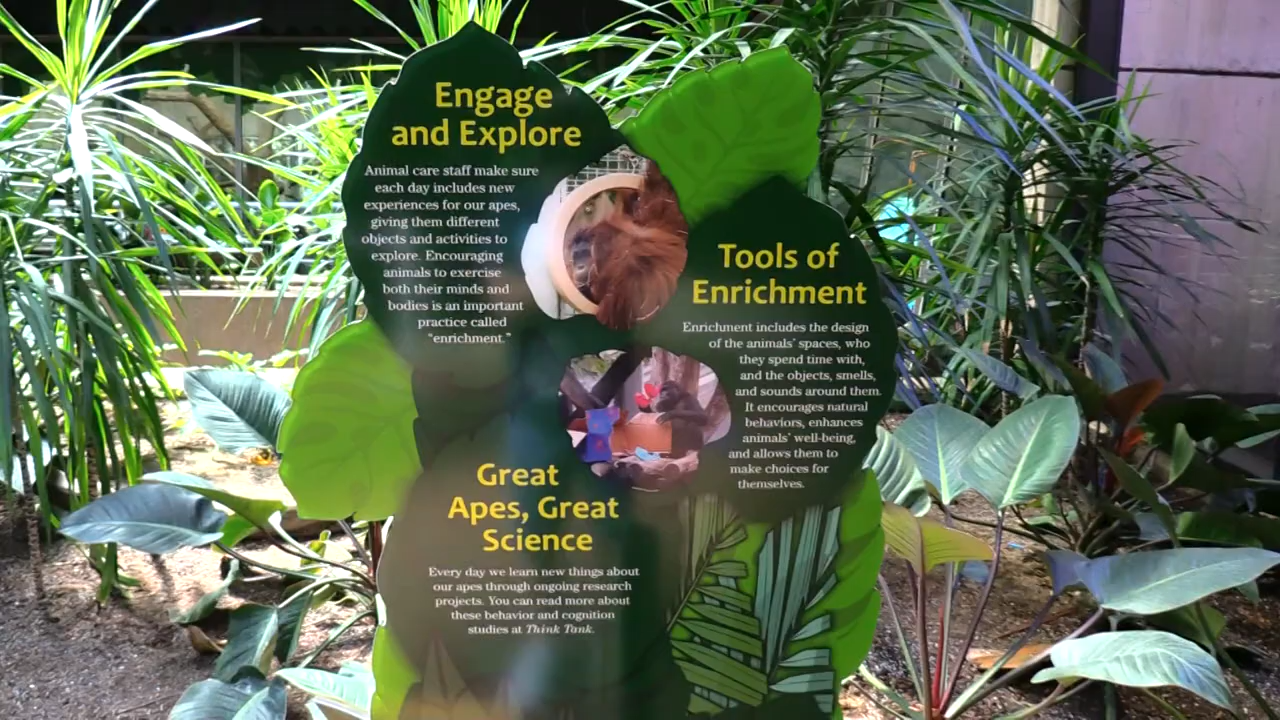 Engage
and Explore
Animal care staff make sure
each day includes new
experiences for our apes,
giving them different
objects and activities to
explore. Encouraging
animals to exercise
both their minds and
bodies is an important
practice called
“enrichment.”
Tools of
Enrichment
Enrichment includes the design
of the animals’ spaces, who
they spend time with,
and the objects, smells,
and sounds around them.
It encourages natural
behaviors, enhances
animals’ well-being,
and allows them to
make choices for
themselves.
Great
Apes, Great
Science
Every day we learn new things about
our apes through ongoing research
projects. You can read more about
these behavior and cognition
studies at Think Tank.